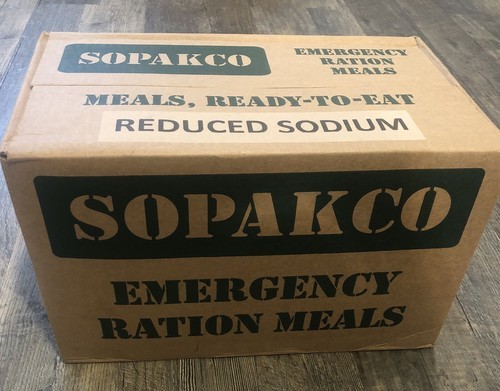 SOPAKCO
EMERGENCY
RATION
MEALS
MEALS, READY-TO-EAT
REDUCED SODIUM
SOPAKCO
EMERGENCY
RATION MEALS